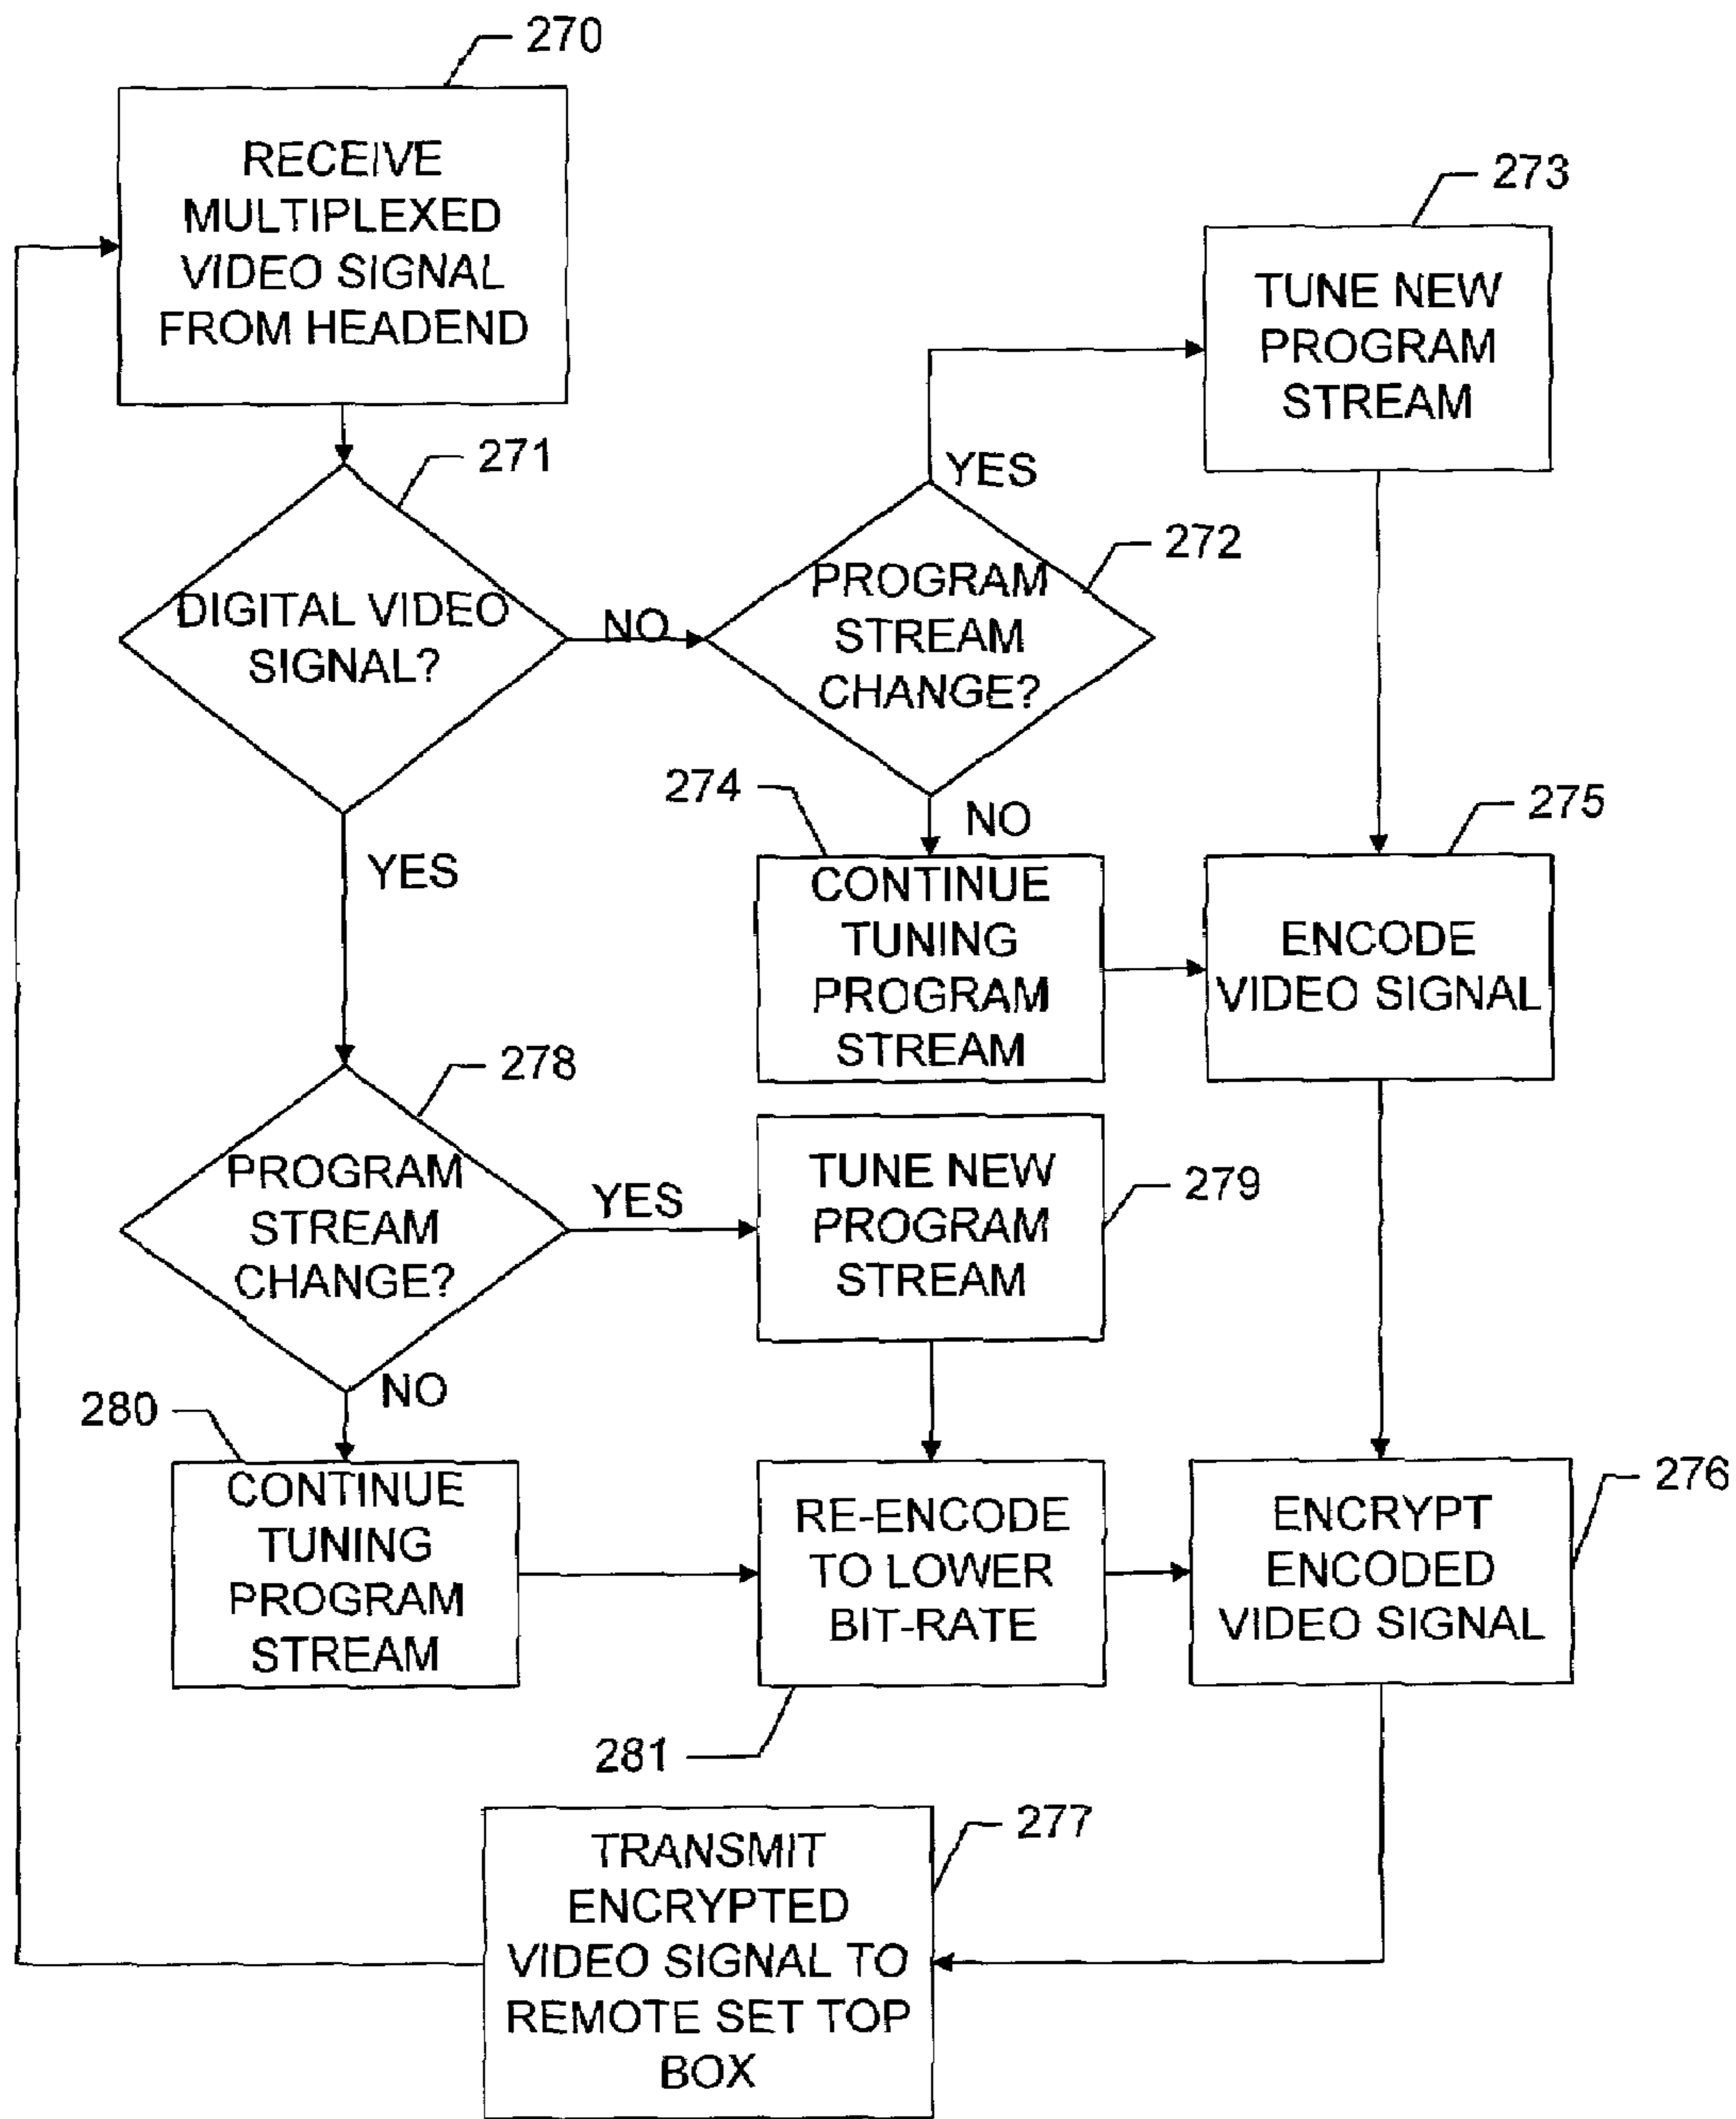 270
RECEIVE
MULTIPLEXED
VIDEO SIGNAL
FROM HEADEND
273
TUNE NEW
PROGRAM
STREAM
271
DIGITAL VIDEO
SIGNAL?
NO
YES
272
PROGRAM
STREAM
CHANGE?
YES
NO
274
CONTINUE
TUNING
PROGRAM
STREAM
275
ENCODE
VIDEO SIGNAL
278
PROGRAM
STREAM
CHANGE?
YES
NO
279
TUNE NEW
PROGRAM
STREAM
280
CONTINUE
TUNING
PROGRAM
STREAM
RE-ENCODE
TO LOWER
BIT-RATE
281
276
ENCRYPT
ENCODED
VIDEO SIGNAL
277
TRANSMIT
ENCRYPTED
VIDEO SIGNAL TO
REMOTE SET TOP
BOX